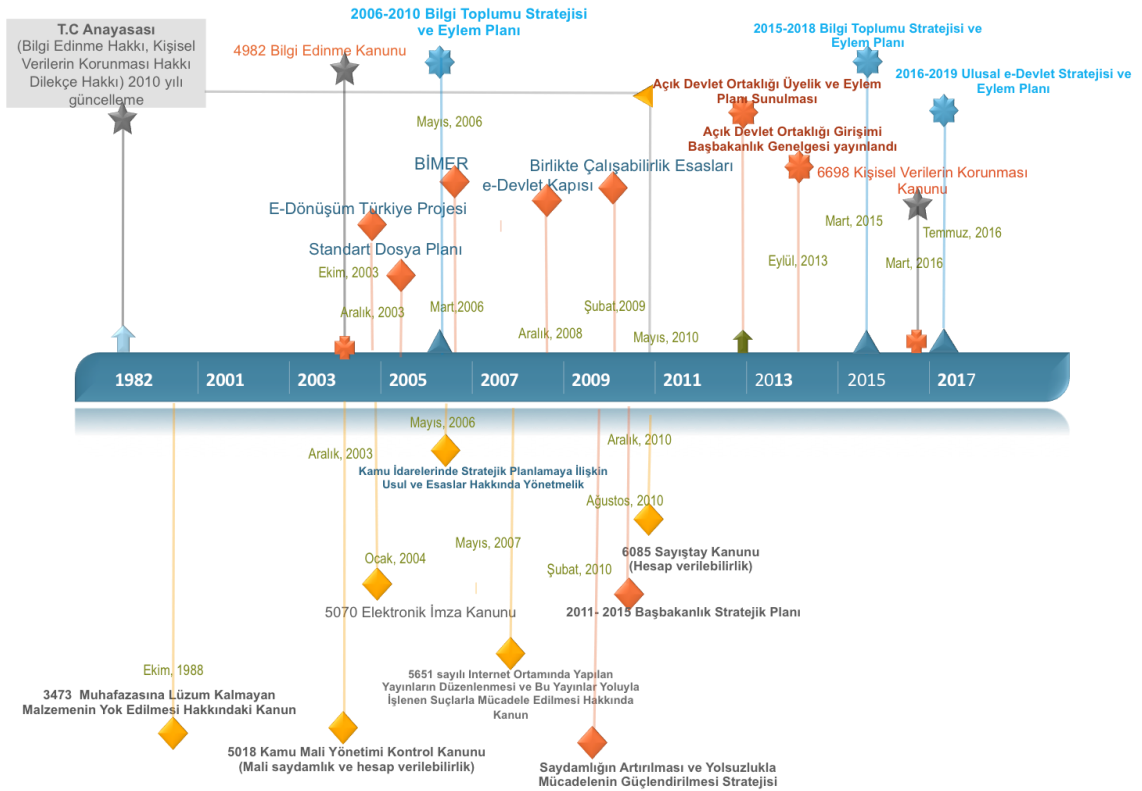 T.C Anayasası
(Bilgi Edinme Hakkı, Kişisel
Verilerin Korunması Hakkı
Dilekçe Hakkı) 2010 yılı
güncelleme
4982 Bilgi Edinme Kanunu
2006-2010 Bilgi Toplumu Stratejisi
ve Eylem Planı
2015-2018 Bilgi Toplumu Stratejisi ve
Eylem Planı
2016-2019 Ulusal e-Devlet Stratejisi ve
Eylem Planı
Açık Devlet Ortaklığı Üyelik ve Eylem
Planı Sunulması
Açık Devlet Ortaklığı Girişimi
Başbakanlık Genelgesi yayınlandı
6698 Kişisel Verilerin Korunması
Kanunu
Mayıs, 2006
BİMER
Birlikte Çalışabilirlik Esasları
e-Devlet Kapısı
E-Dönüşüm Türkiye Projesi
Standart Dosya Planı
Mart, 2015
Temmuz, 2016
Ekim, 2003
Eylül, 2013
Mart, 2016
Aralık, 2003
Mart,2006
Şubat,2009
Aralık, 2008
Mayıs, 2010
1982
2001
2003
2005
2007
2009
2011
2013
2015
2017
Mayıs, 2006
Kamu İdarelerinde Stratejik Planlamaya İlişkin
Usul ve Esaslar Hakkında Yönetmelik
Aralık, 2003
Aralık, 2010
Ağustos, 2010
6085 Sayıştay Kanunu
(Hesap verilebilirlik)
Mayıs, 2007
Ocak, 2004
Şubat, 2010
5070 Elektronik İmza Kanunu
2011- 2015 Başbakanlık Stratejik Planı
Ekim, 1988
3473 Muhafazasına Lüzum Kalmayan
Malzemenin Yok Edilmesi Hakkındaki Kanun
5651 sayılı Internet Ortamında Yapılan
Yayınların Düzenlenmesi ve Bu Yayınlar Yoluyla
İşlenen Suçlarla Mücadele Edilmesi Hakkında
Kanun
5018 Kamu Mali Yönetimi Kontrol Kanunu
(Mali saydamlık ve hesap verilebilirlik)
Saydamlığın Artırılması ve Yolsuzlukla
Mücadelenin Güçlendirilmesi Stratejisi